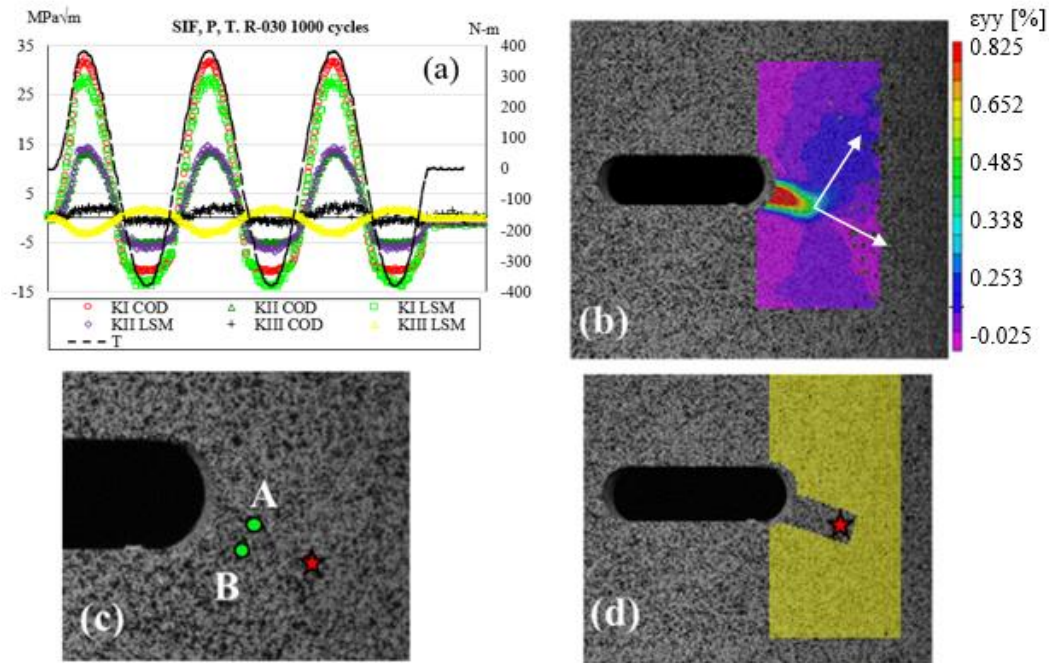 MPa√m
SIF, P, T. R-030 1000 cycles
N-m
35
25
15
5
-5
-15
400
300
200
100
0
-100
-200
-300
-400
(a)
KI COD
KII COD
KI LSM
KII LSM
KIII COD
KIII LSM
T
εyy [%]
0.825
0.652
0.485
0.338
0.253
-0.025
(b)
A
B
(c)
(d)